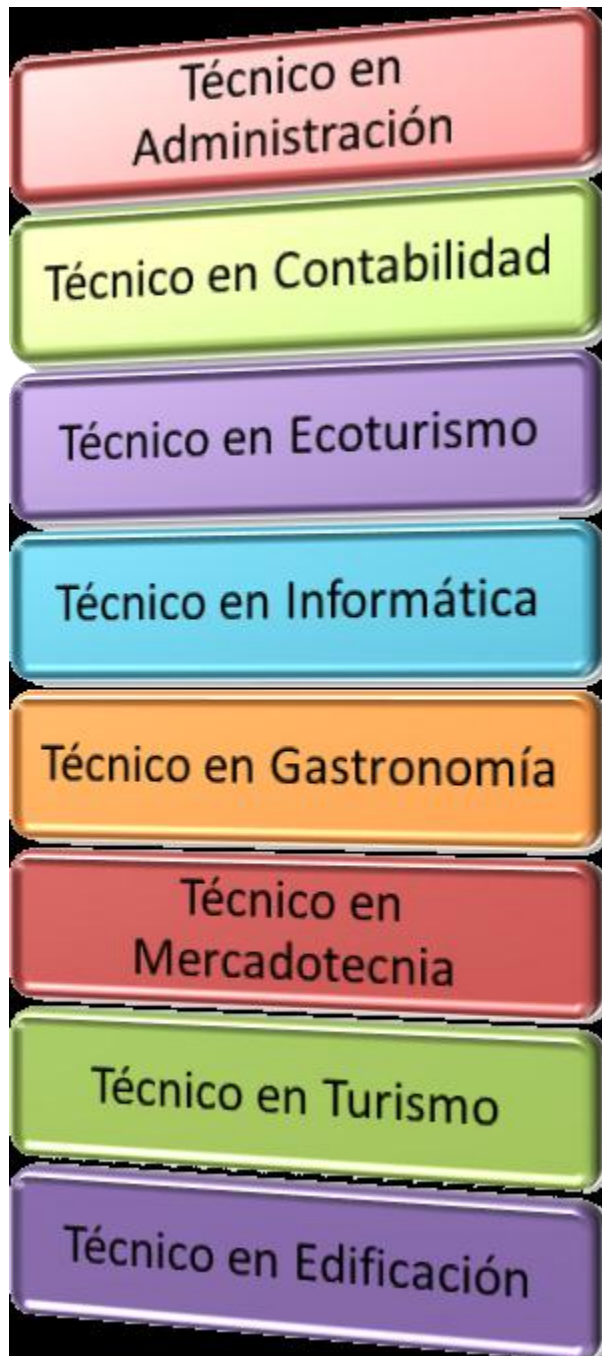 Técnico en
Administración
Técnico en Contabilidad
Técnico en Ecoturismo
Técnico en Informática
Técnico en Gastronomía
Técnico en
Mercadotecnia
Técnico en Turismo
Técnico en Edificación